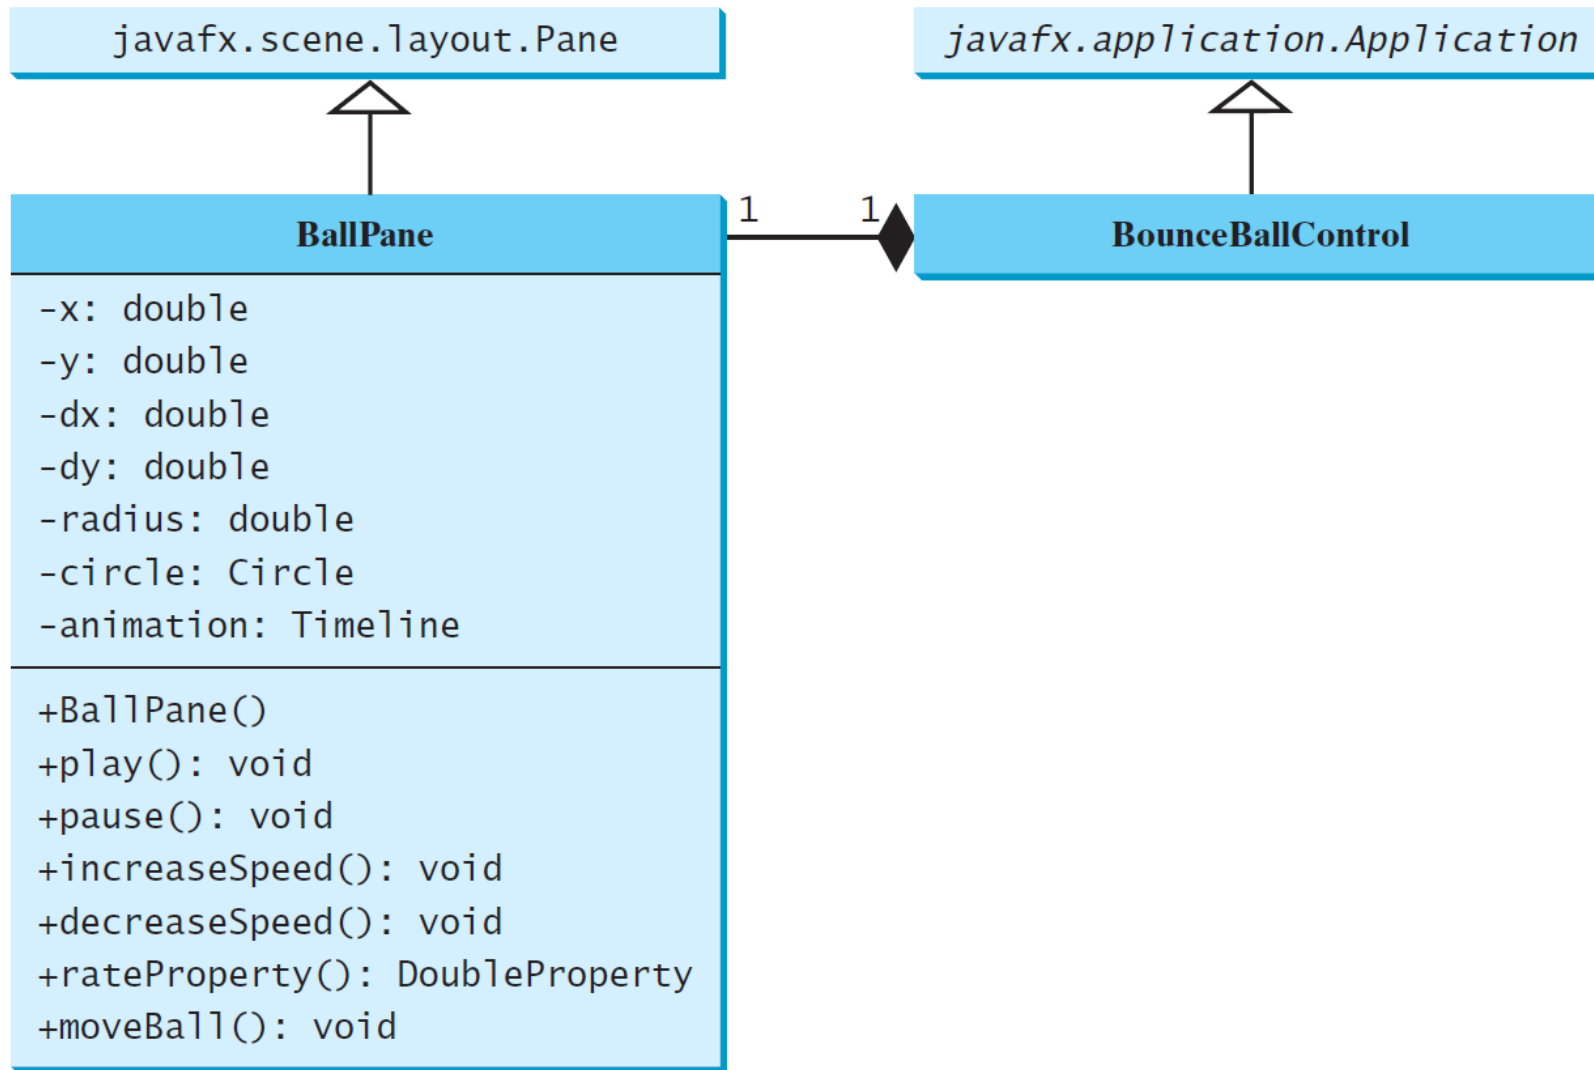 javafx.scene.layout.Pane
javafx.application.Application
BallPane
1
1
BounceBallControl
-x: double
-y: double
-dx: double
-dy: double
-radius: double
-circle: Circle
-animation: Timeline
+BallPane()
+play(): void
+pause(): void
+increaseSpeed(): void
+decreaseSpeed(): void
+rateProperty(): DoubleProperty
+moveBall(): void